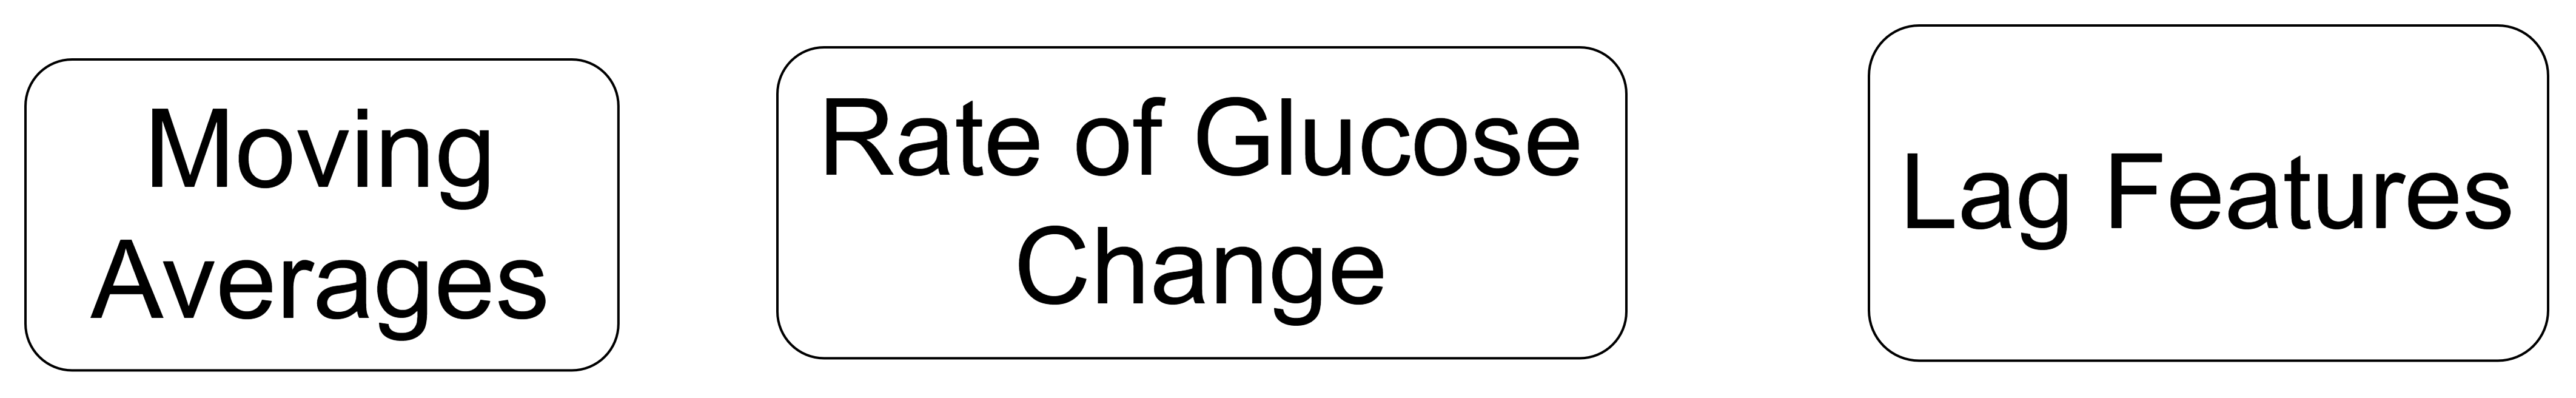 Moving
Averages
Rate of Glucose
Change
Lag Features